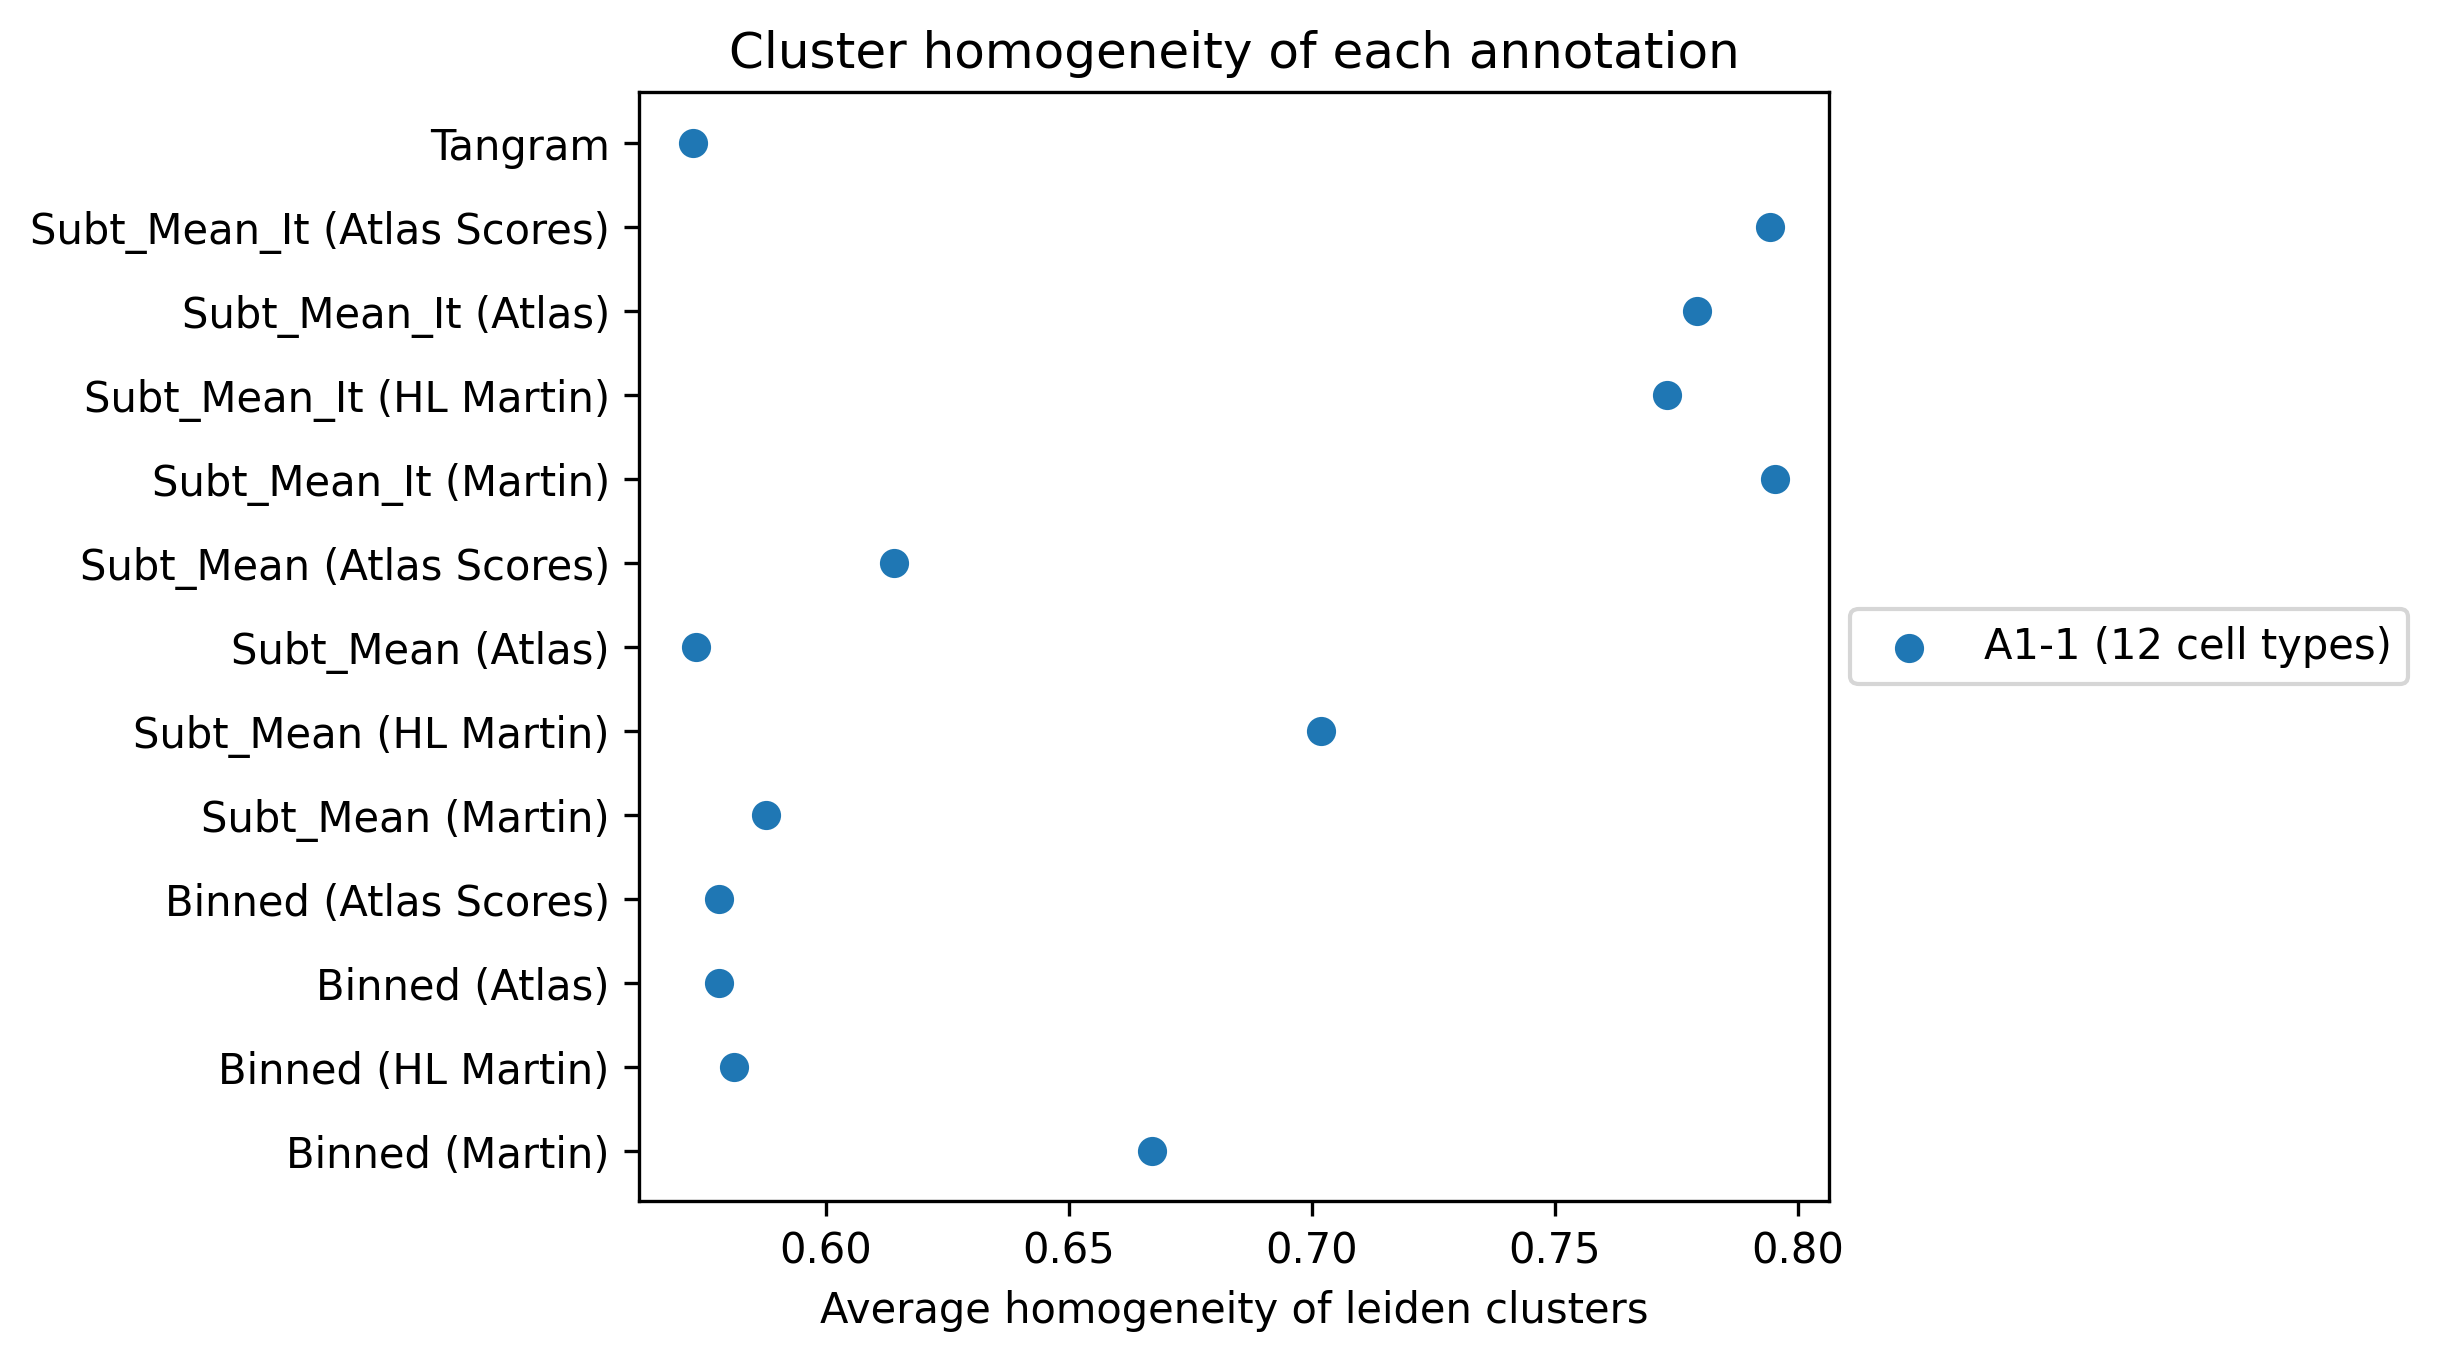 Cluster homogeneity of each annotation
Tangram
Subt_Mean_It (Atlas Scores)
Subt_Mean_It (Atlas)
Subt_Mean_It (HL Martin)
Subt_Mean_It (Martin)
Subt_Mean (Atlas Scores)
Subt_Mean (Atlas)
Subt_Mean (HL Martin)
Subt_Mean (Martin)
Binned (Atlas Scores)
Binned (Atlas)
Binned (HL Martin)
Binned (Martin)
A1-1 (12 cell types)
0.60 0.65 0.70 0.75 0.80
Average homogeneity of leiden clusters